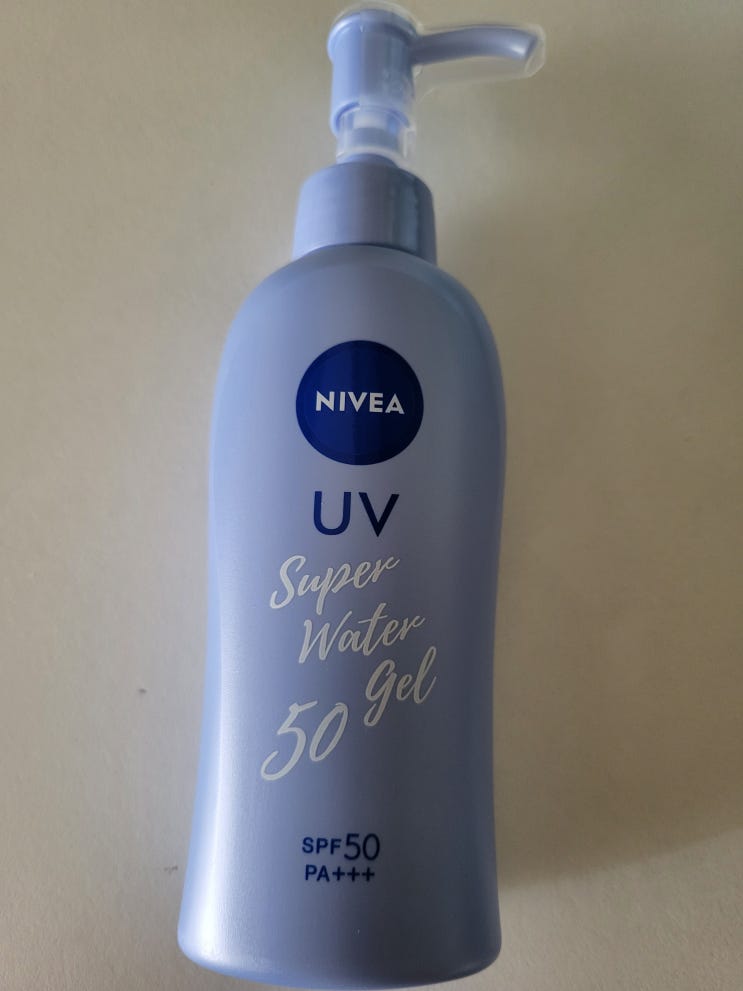 NIVEA
UV
Super
Water
Gel
50
SPF50
PA+++